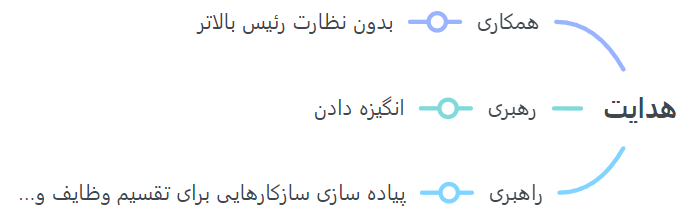 هدایت
همکاری
بدون نظارت رئیس بالاتر
رهبری
انگیزه دادن
راهبری
پیاده سازی سازکارهایی برای تقسیم وظایف و...